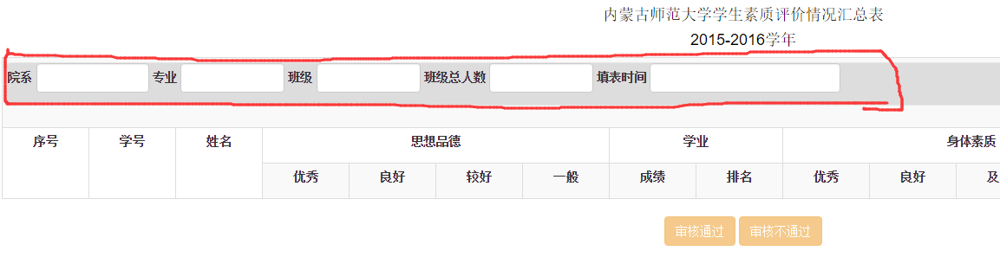 内蒙古师范大学学生素质评价情况汇总表
2015-2016学年
院系 专业 班级 班级总人数 填表时间
序号 学号 姓名 思想品德 学业 身体素质
优秀 良好 较好 一般 成绩 排名 优秀 良好 及
审核通过 审核不通过